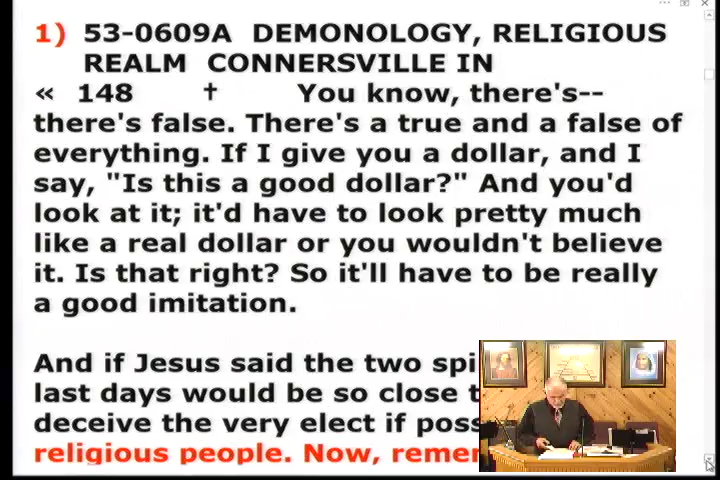 1) 53-0609A DEMONOLOGY, RELIGIOUS
REALM CONNERSVILLE IN
« 148 † You know, there's--
there's false. There's a true and a false of
everything. If I give you a dollar, and I
say, "Is this a good dollar?" And you'd
look at it; it'd have to look pretty much
like a real dollar or you wouldn't believe
it. Is that right? So it'll have to be really
a good imitation.
And if Jesus said the two
last days would be so close
deceive the very elect if
religious people. Now,